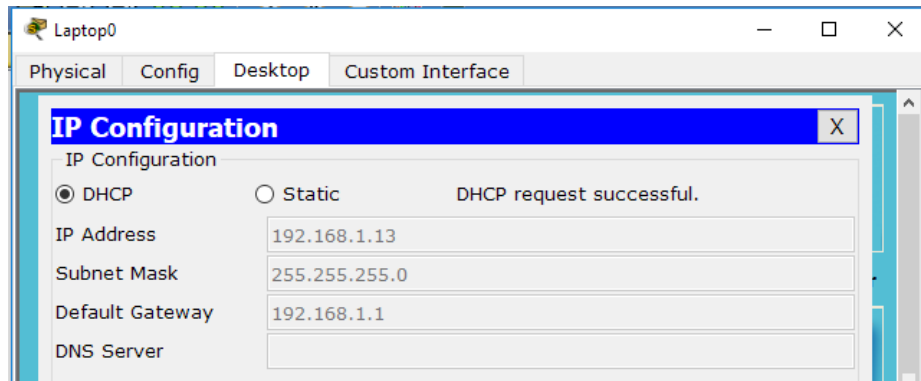 Laptop0
Physical Config Desktop Custom Interface
IP Configuration X
IP Configuration
DHCP Static DHCP request successful.
IP Address 192.168.1.13
Subnet Mask 255.255.255.0
Default Gateway 192.168.1.1
DNS Server